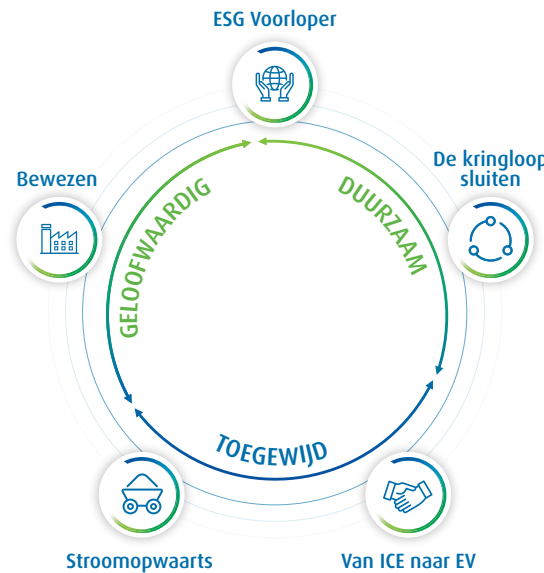 ESG Voorloper
De kringloop
sluiten
Bewezen
GELOOFWAARDIG
DUURZAAM
TOEGEWIJD
Stroomopwaarts
Van ICE naar EV